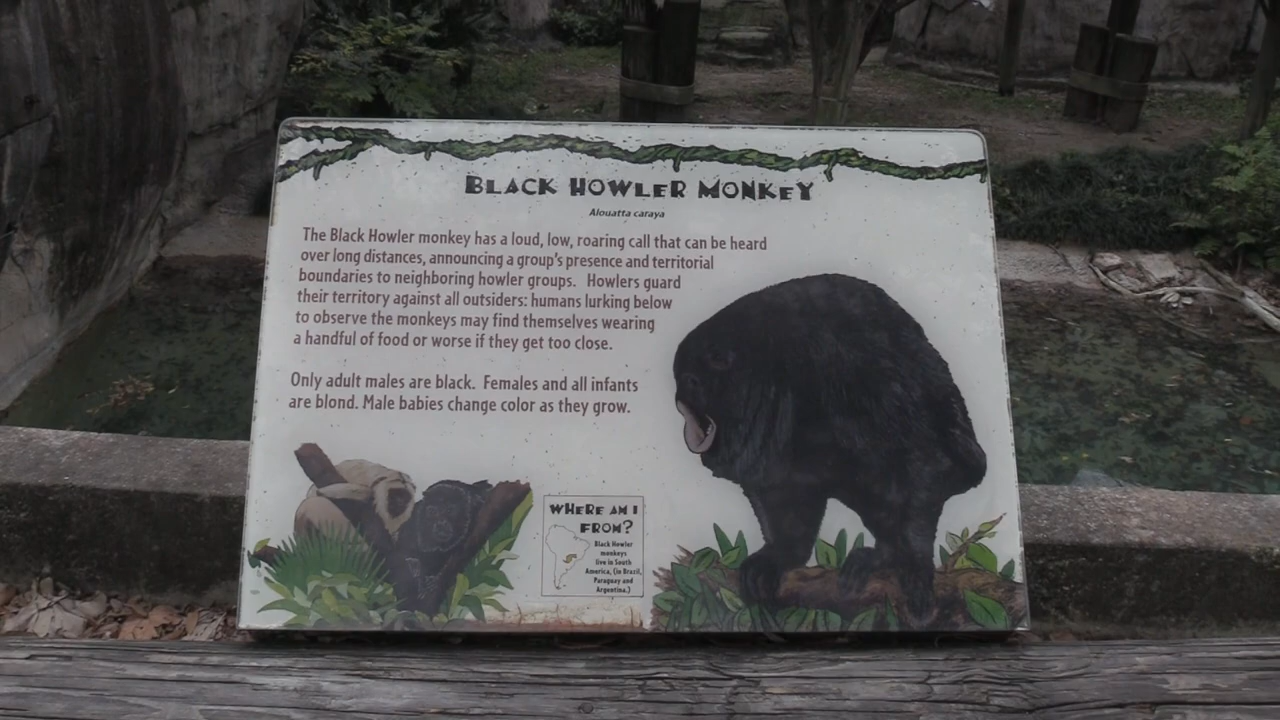 BLACK HOWLER MONKEY
Alouatta caraya
The Black Howler monkey has a loud, low, roaring call that can be heard
over long distances, announcing a group's presence and territorial
boundaries to neighboring howler groups. Howlers guard
their territory against all outsiders: humans lurking below
to observe the monkeys may find themselves wearing
a handful of food or worse if they get too close.
Only adult males are black. Females and all infants
are blond. Male babies change color as they grow.
WHERE AM I
FROM?
Black Howler
monkeys
live in South
America, (in Brazil,
Paraguay and
Argentina.)